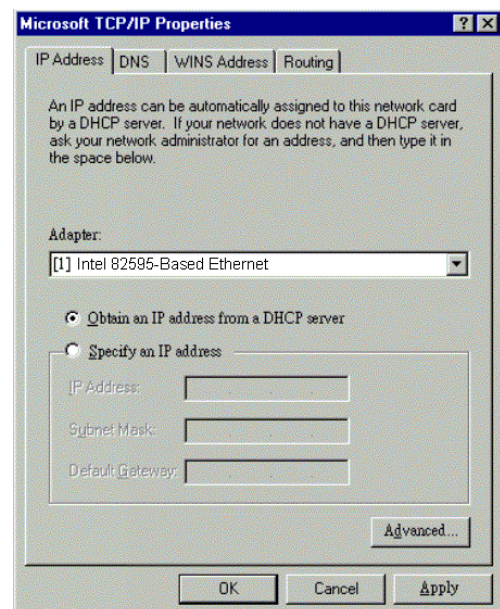 Microsoft TCP/IP Properties
IP Address DNS WINS Address Routing
An IP address can be automatically assigned to this network card
by a DHCP server. If your network does not have a DHCP server,
ask your network administrator for an address, and then type it in
the space below.
Adapter:
[1] Intel 82595-Based Ethernet
Obtain an IP address from a DHCP server
Specify an IP address
IP Address:
Subnet Mask:
Default Gateway:
Advanced...
OK Cancel Apply